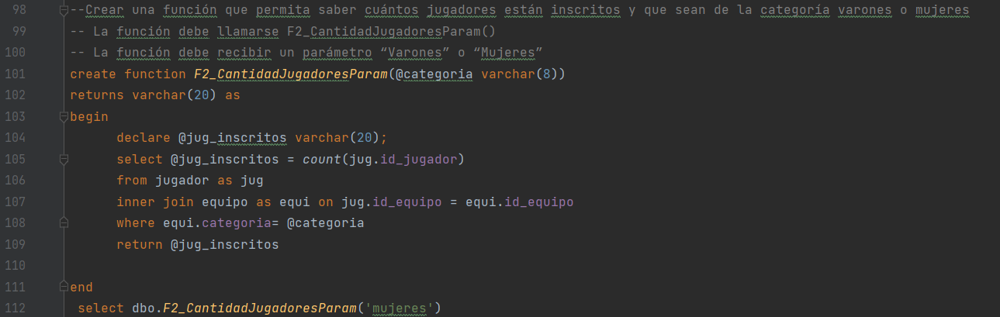 98 --Crear una función que permita saber cuántos jugadores están inscritos y que sean de la categoría varones o mujeres
99 -- La función debe llamarse F2_CantidadJugadoresParam()
100 -- La función debe recibir un parámetro “Varones” o “Mujeres”
101 create function F2_CantidadJugadoresParam(@categoria varchar(8))
102 returns varchar(20) as
103 begin
104 declare @jug_inscritos varchar(20);
105 select @jug_inscritos = count(jug.id_jugador)
106 from jugador as jug
107 inner join equipo as equi on jug.id_equipo = equi.id_equipo
108 where equi.categoria= @categoria
109 return @jug_inscritos
110
111 end
112 select dbo.F2_CantidadJugadoresParam('mujeres')